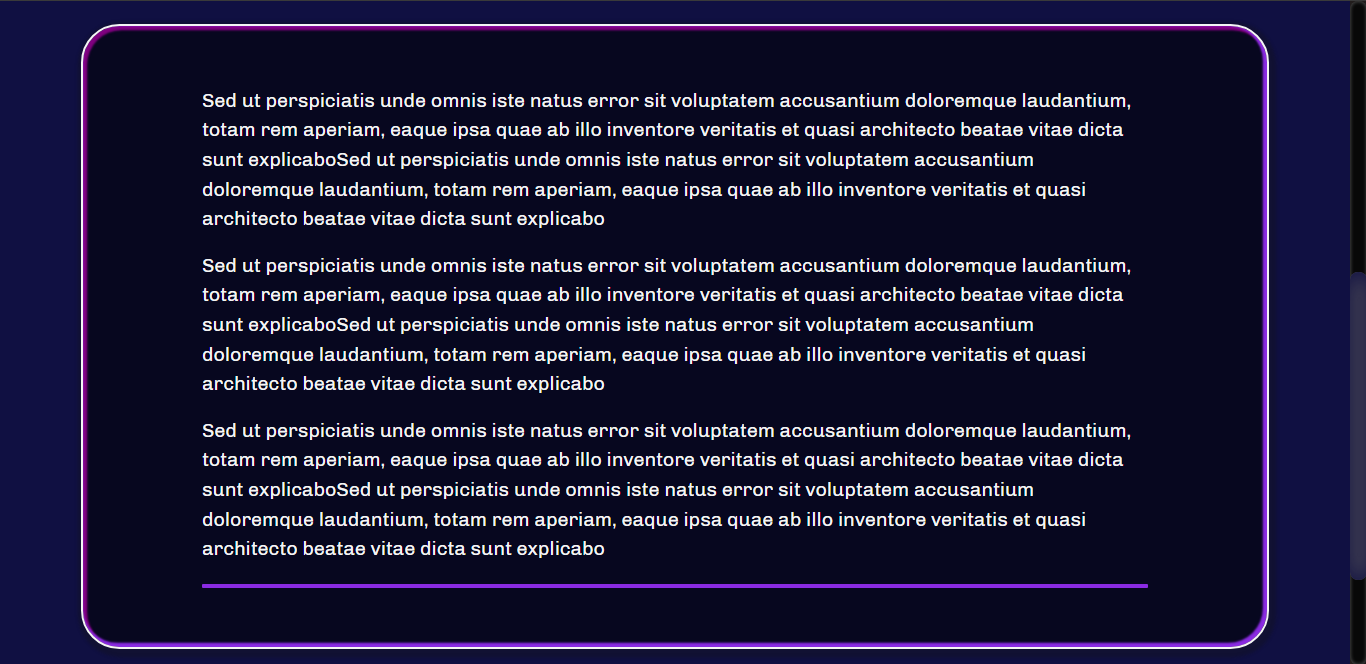 Sed ut perspiciatis unde omnis iste natus error sit voluptatem accusantium doloremque laudantium,
totam rem aperiam, eaque ipsa quae ab illo inventore veritatis et quasi architecto beatae vitae dicta
sunt explicaboSed ut perspiciatis unde omnis iste natus error sit voluptatem accusantium
doloremque laudantium, totam rem aperiam, eaque ipsa quae ab illo inventore veritatis et quasi
architecto beatae vitae dicta sunt explicabo
Sed ut perspiciatis unde omnis iste natus error sit voluptatem accusantium doloremque laudantium,
totam rem aperiam, eaque ipsa quae ab illo inventore veritatis et quasi architecto beatae vitae dicta
sunt explicaboSed ut perspiciatis unde omnis iste natus error sit voluptatem accusantium
doloremque laudantium, totam rem aperiam, eaque ipsa quae ab illo inventore veritatis et quasi
architecto beatae vitae dicta sunt explicabo
Sed ut perspiciatis unde omnis iste natus error sit voluptatem accusantium doloremque laudantium,
totam rem aperiam, eaque ipsa quae ab illo inventore veritatis et quasi architecto beatae vitae dicta
sunt explicaboSed ut perspiciatis unde omnis iste natus error sit voluptatem accusantium
doloremque laudantium, totam rem aperiam, eaque ipsa quae ab illo inventore veritatis et quasi
architecto beatae vitae dicta sunt explicabo